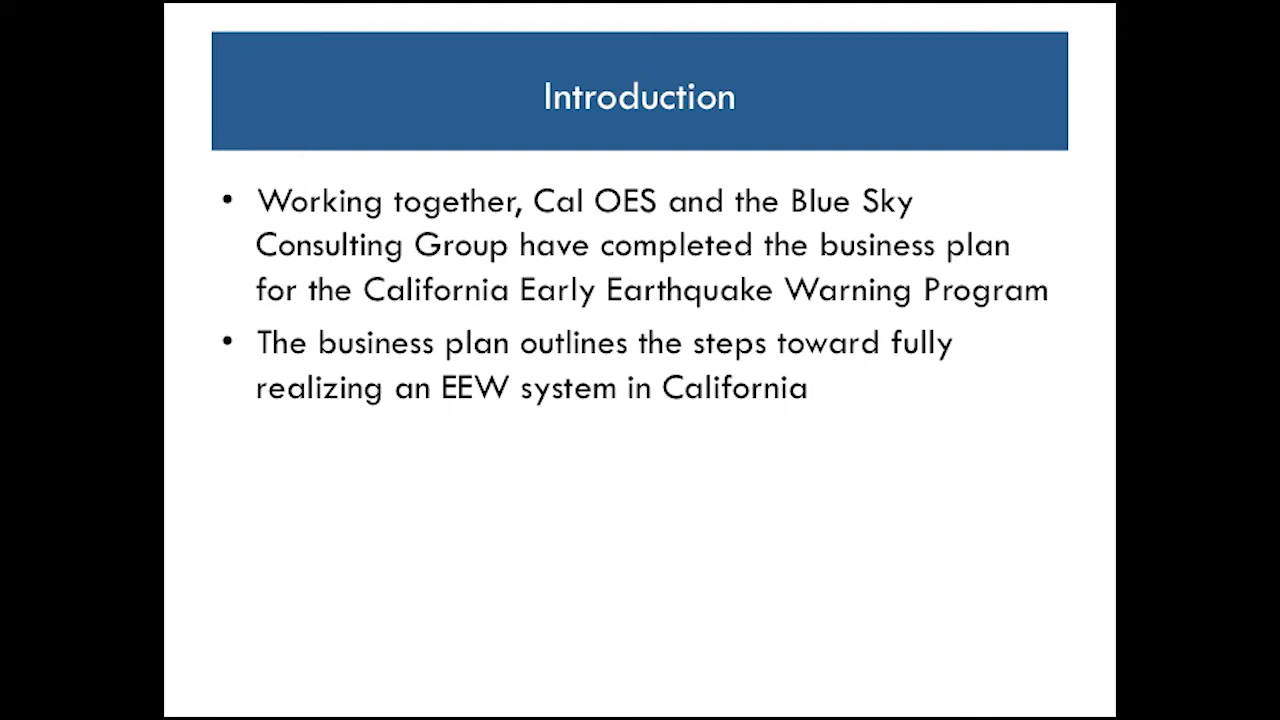 Introduction
• Working together, Cal OES and the Blue Sky
Consulting Group have completed the business plan
for the California Early Earthquake Warning Program
• The business plan outlines the steps toward fully
realizing an EEW system in California